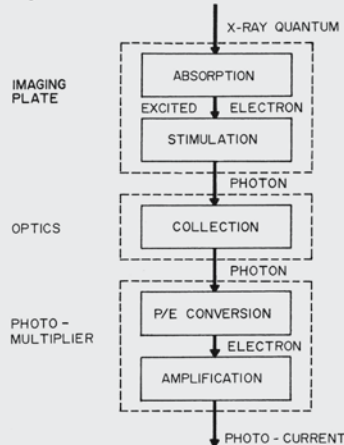 X-RAY QUANTUM
ABSORPTION
IMAGING
PLATE
EXCITED ELECTRON
STIMULATION
PHOTON
OPTICS
COLLECTION
PHOTON
P/E CONVERSION
PHOTO -
MULTIPLIER
ELECTRON
AMPLIFICATION
PHOTO - CURRENT